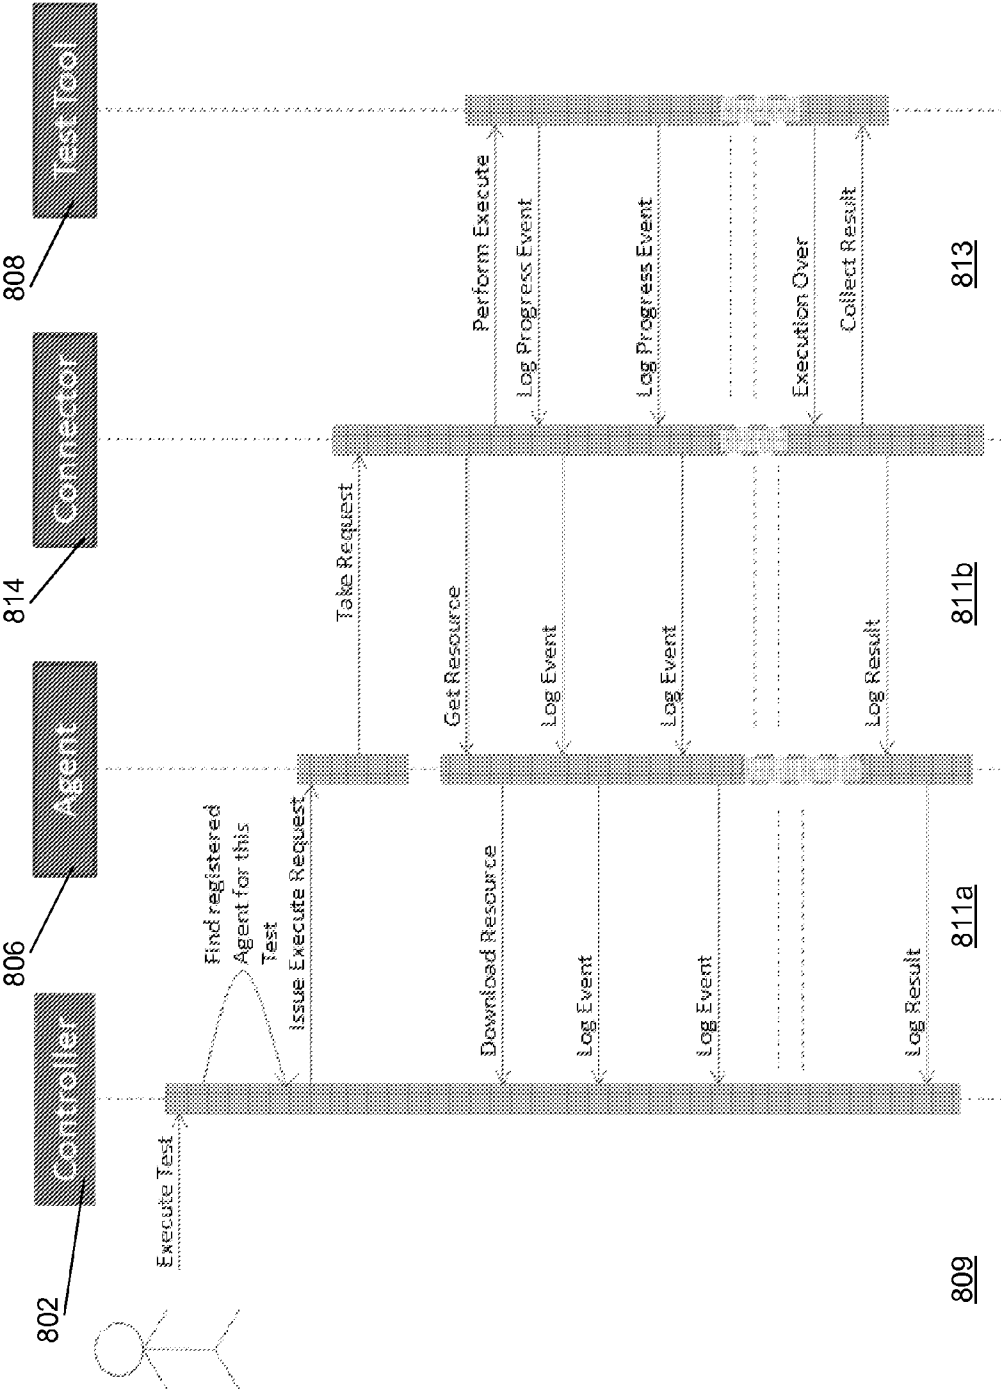 802
Controller
806
Agent
814
Connector
808
Test Tool
Execute Test
Find registered
Agent for this
Test
Issue Execute Request
Take Request
Get Resource
Perform Execute
Download Resource
Log Progress Event
Log Event
Log Event
Log Progress Event
Log Event
Log Event
Execution Over
Collect Result
Log Result
Log Result
809
811a
811b
813